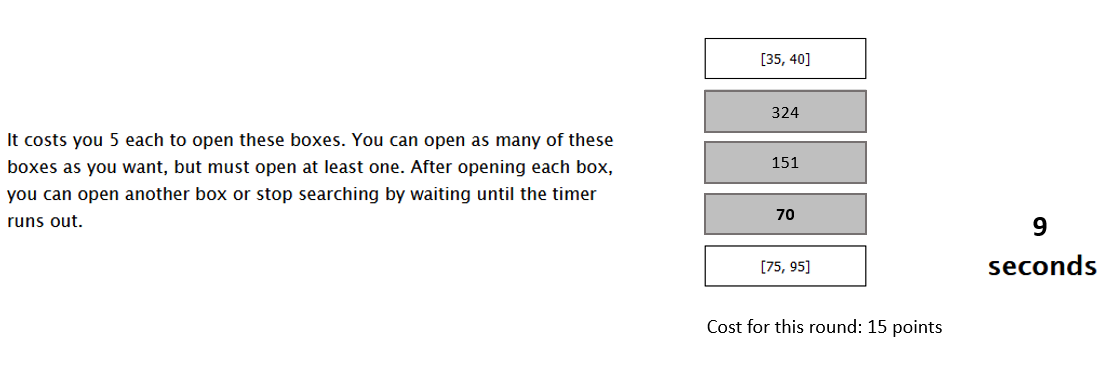 [35, 40]
324
It costs you 5 each to open these boxes. You can open as many of these
boxes as you want, but must open at least one. After opening each box,
you can open another box or stop searching by waiting until the timer
runs out.
151
70
9
seconds
[75, 95]
Cost for this round: 15 points